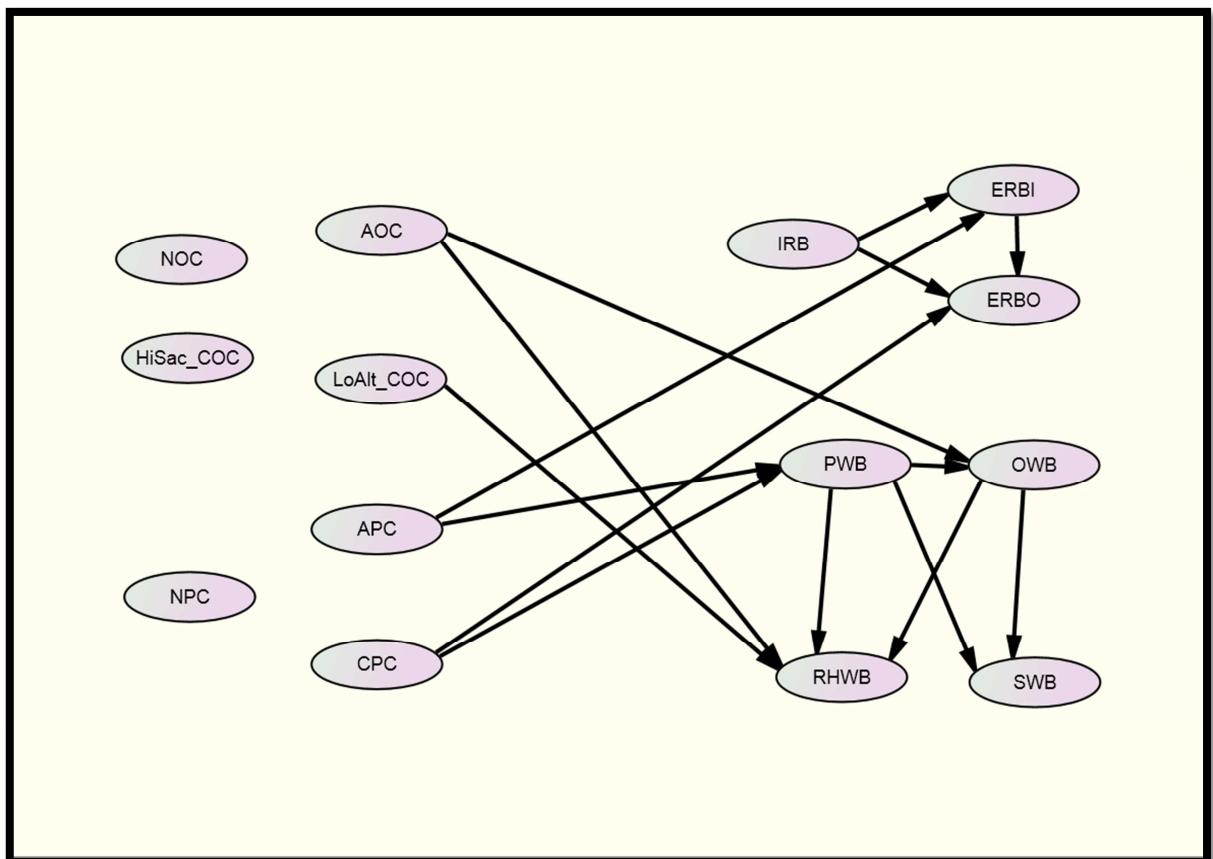 ERBI
AOC
IRB
NOC
ERBO
HiSac_COC
LoAlt_COC
PWB
OWB
APC
NPC
CPC
RHWB
SWB